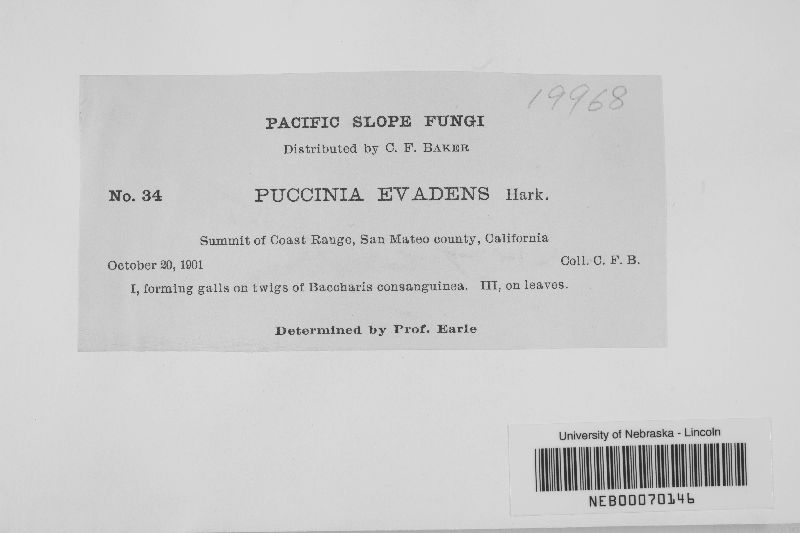 19968
PACIFIC SLOPE FUNGI
Distributed by C. F. BAKER
No. 34 PUCCINIA EVADENS Hark.
Summit of Coast Range, San Mateo county, California
October 20, 1901 Coll. C. F. B.
I, forming galls on twigs of Baccharis consanguinea. III, on leaves.
Determined by Prof. Earle
University of Nebraska - Lincoln
NEB00070146